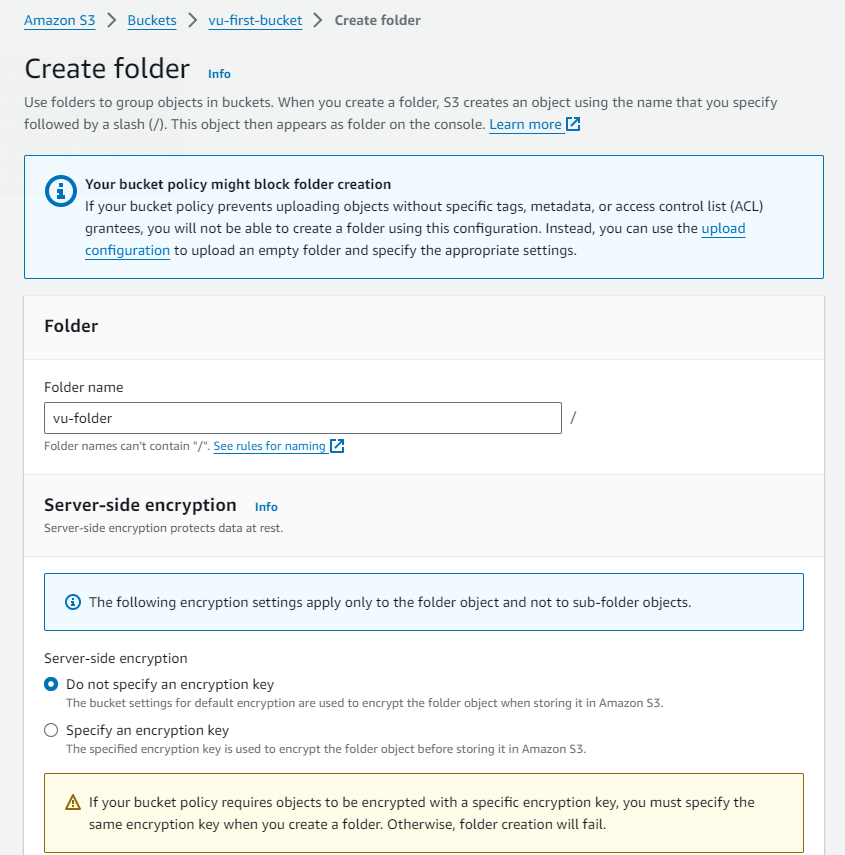 Amazon S3 > Buckets > vu-first-bucket > Create folder
Create folder Info
Use folders to group objects in buckets. When you create a folder, S3 creates an object using the name that you specify
followed by a slash (/). This object then appears as folder on the console. Learn more
Your bucket policy might block folder creation
If your bucket policy prevents uploading objects without specific tags, metadata, or access control list (ACL)
grantees, you will not be able to create a folder using this configuration. Instead, you can use the upload
configuration to upload an empty folder and specify the appropriate settings.
Folder
Folder name
vu-folder /
Folder names can't contain "/". See rules for naming
Server-side encryption Info
Server-side encryption protects data at rest.
The following encryption settings apply only to the folder object and not to sub-folder objects.
Server-side encryption
Do not specify an encryption key
The bucket settings for default encryption are used to encrypt the folder object when storing it in Amazon S3.
Specify an encryption key
The specified encryption key is used to encrypt the folder object before storing it in Amazon S3.
If your bucket policy requires objects to be encrypted with a specific encryption key, you must specify the
same encryption key when you create a folder. Otherwise, folder creation will fail.